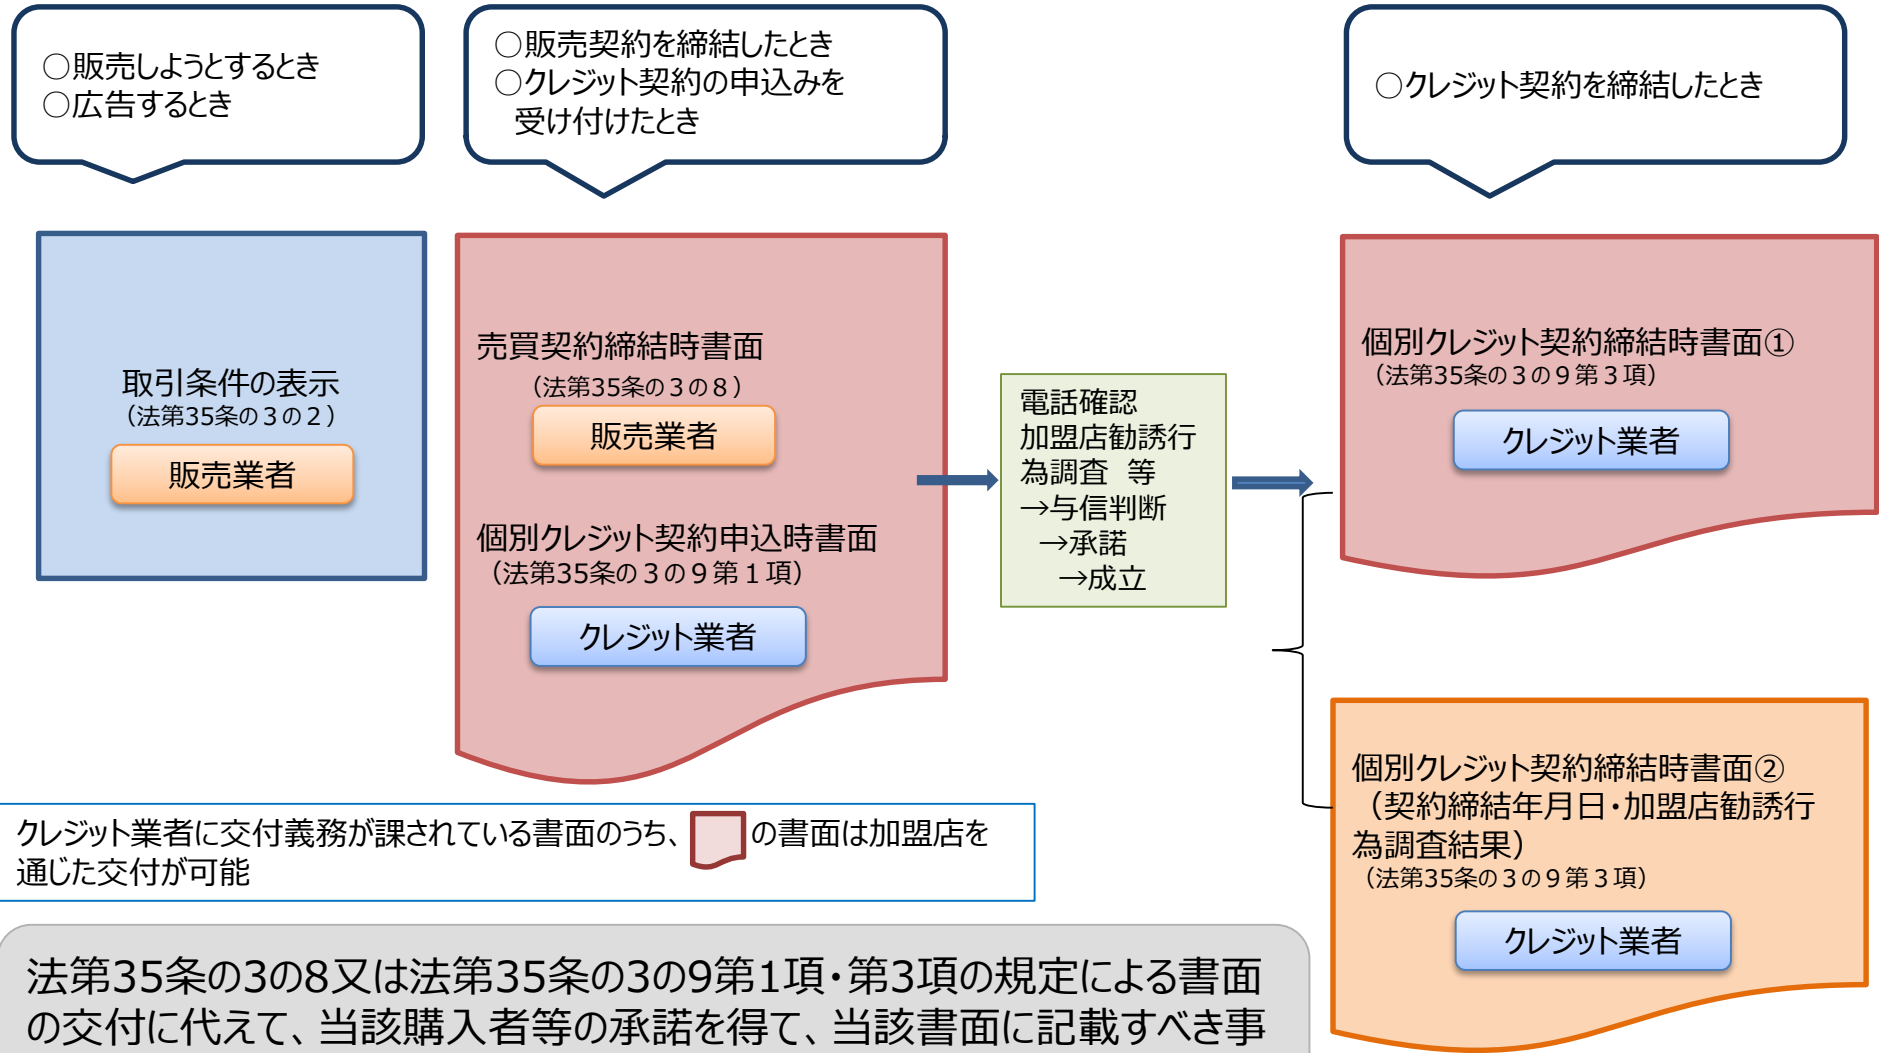 ○販売しようとするとき
○広告するとき
○販売契約を締結したとき
○クレジット契約の申込みを
受け付けたとき
○クレジット契約を締結したとき
取引条件の表示
（法第35条の３の２）
販売業者
売買契約締結時書面
（法第35条の３の８）
販売業者
個別クレジット契約申込時書面
（法第35条の３の９第１項）
クレジット業者
電話確認
加盟店勧誘行
為調査　等
→与信判断
→承諾
→成立
個別クレジット契約締結時書面①
（法第35条の３の９第３項）
クレジット業者
個別クレジット契約締結時書面②
（契約締結年月日・加盟店勧誘行
為調査結果）
（法第35条の３の９第３項）
クレジット業者
クレジット業者に交付義務が課されている書面のうち、 の書面は加盟店を
通じた交付が可能
法第35条の3の8又は法第35条の3の9第1項・第3項の規定による書面
の交付に代えて、当該購入者等の承諾を得て、当該書面に記載すべき事